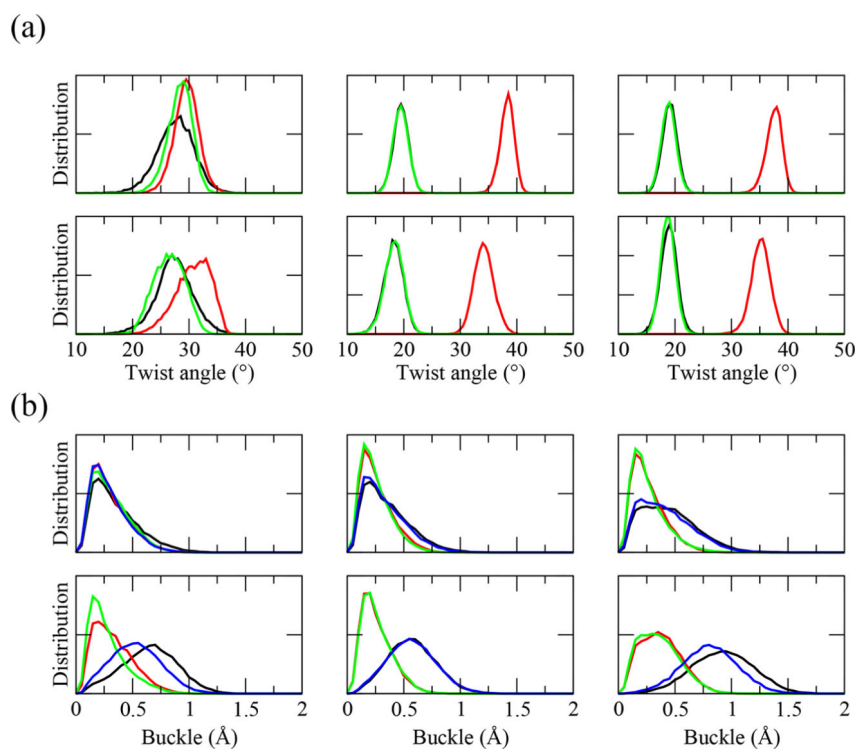 (a)
Distribution
Distribution
10 20 30 40 50 10 20 30 40 50 10 20 30 40 50
Twist angle (°) Twist angle (°) Twist angle (°)
(b)
Distribution
Distribution
0 0.5 1 1.5 2 0 0.5 1 1.5 2 0 0.5 1 1.5 2
Buckle (Å) Buckle (Å) Buckle (Å)